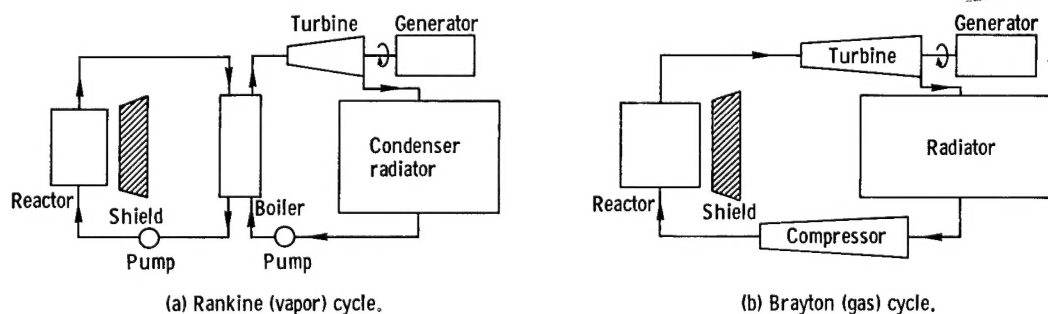 Turbine
Generator
Condenser
radiator
Reactor
Shield
Boiler
Pump
Pump
(a) Rankine (vapor) cycle.
Generator
Turbine
Radiator
Reactor
Shield
Compressor
(b) Brayton (gas) cycle.